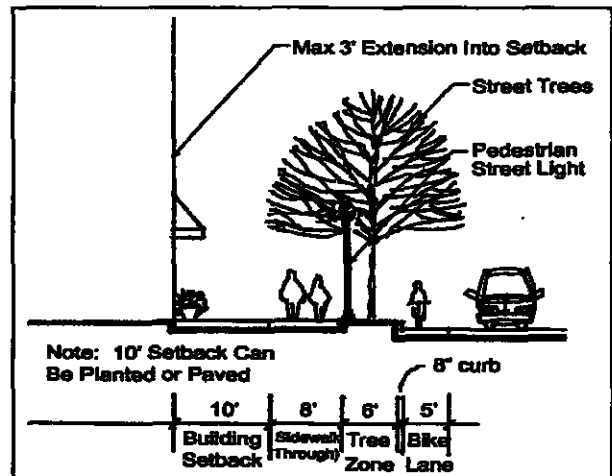 Max 3' Extension Into Setback
Street Trees
Pedestrian
Street Light
Note: 10' Setback Can
Be Planted or Paved
8" curb
10' 8' 6' 5'
Building Sidewalk Tree Bike
Setback Through) Zone Lane